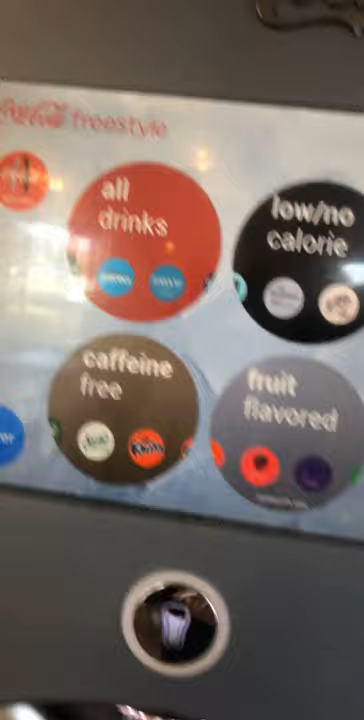 Coca-Cola freestyle
all
drinks
low/no
calorie
caffeine
free
fruit
flavored